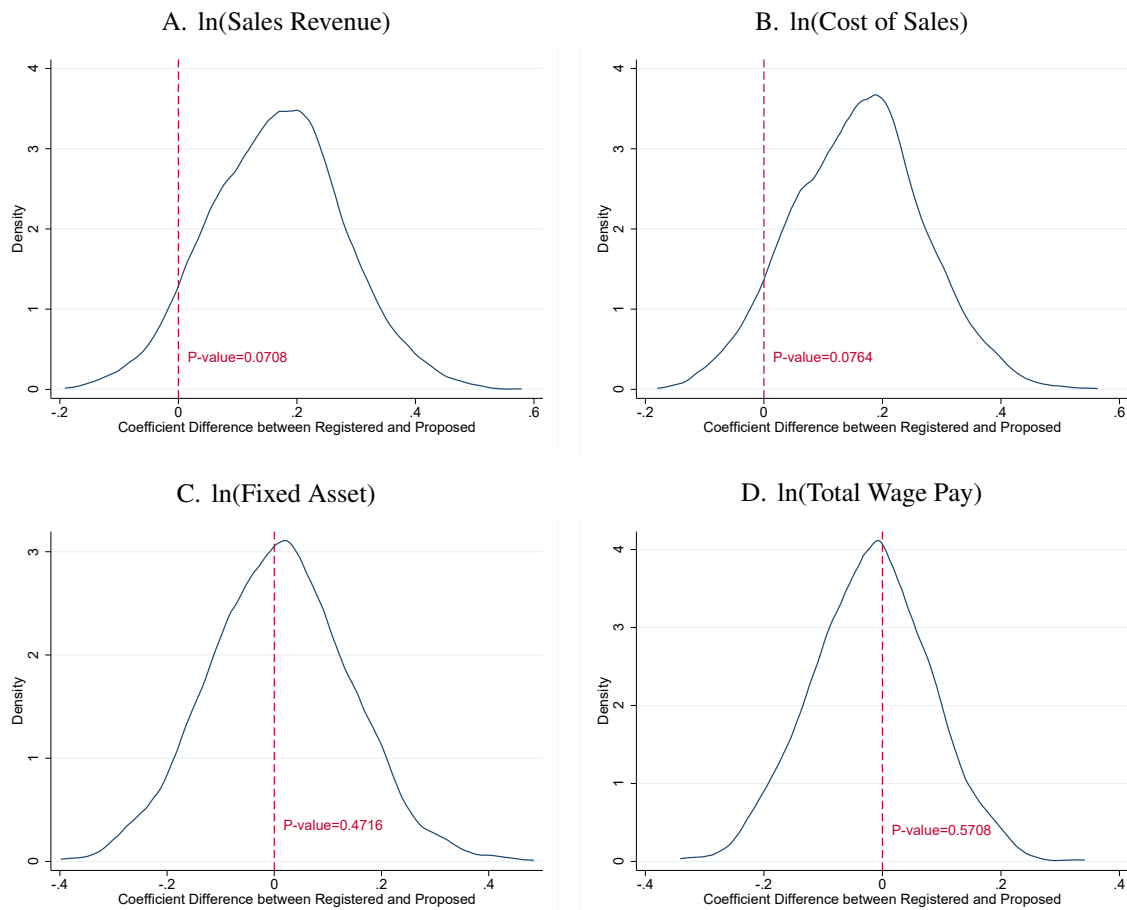 A. ln(Sales Revenue)
4
3
2
1
0
Density
P-value=0.0708
-.2 0 .2 .4 .6
Coefficient Difference between Registered and Proposed
B. ln(Cost of Sales)
4
3
2
1
0
Density
P-value=0.0764
-.2 0 .2 .4 .6
Coefficient Difference between Registered and Proposed
C. ln(Fixed Asset)
3
2
1
0
Density
P-value=0.4716
-.4 -.2 0 .2 .4
Coefficient Difference between Registered and Proposed
D. ln(Total Wage Pay)
4
3
2
1
0
Density
P-value=0.5708
-.4 -.2 0 .2 .4
Coefficient Difference between Registered and Proposed